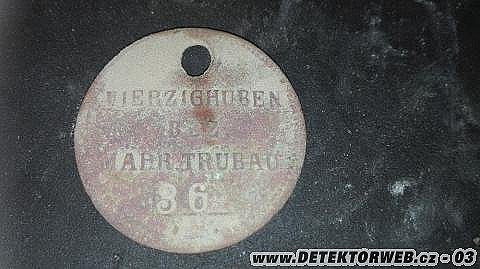 VIERZIGHUBEN
BEZ.
MÄHR.TRÜBAU
36
www.DETEKTORWEB.cz - 03